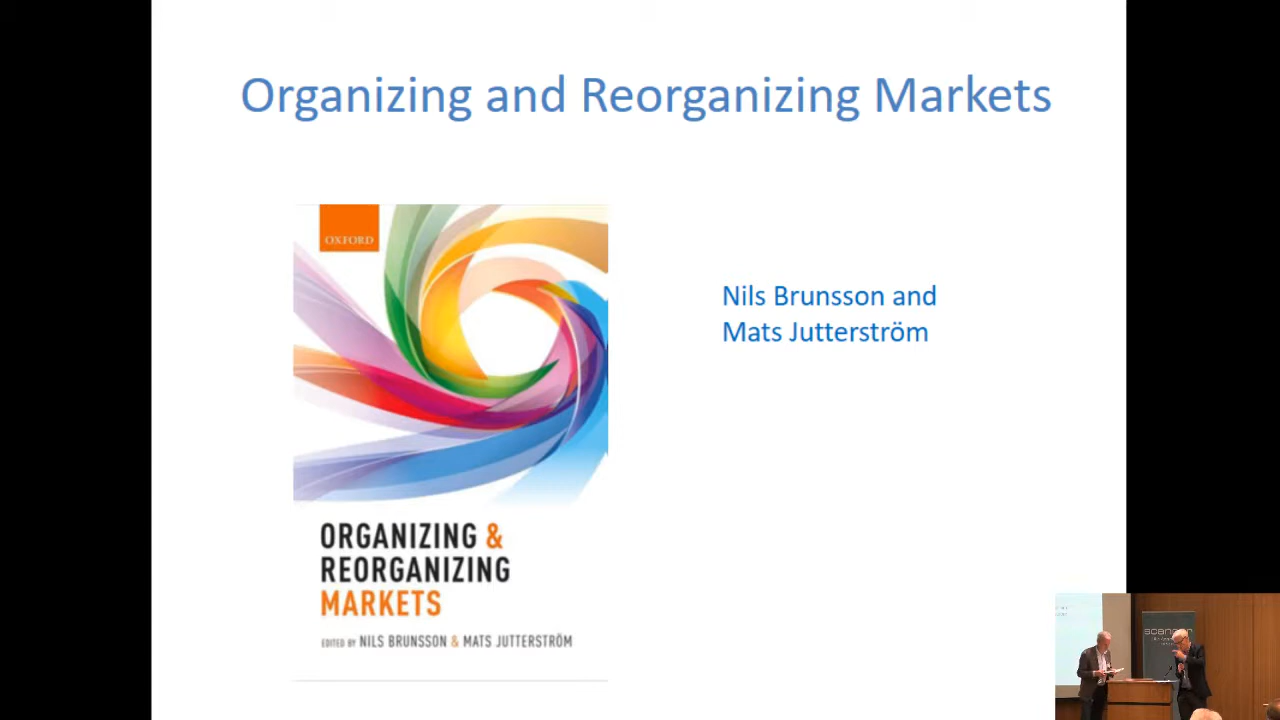 Organizing and Reorganizing Markets
OXFORD
Nils Brunsson and
Mats Jutterström
ORGANIZING &
REORGANIZING
MARKETS
EDITED BY NILS BRUNSSON & MATS JUTTERSTRÖM